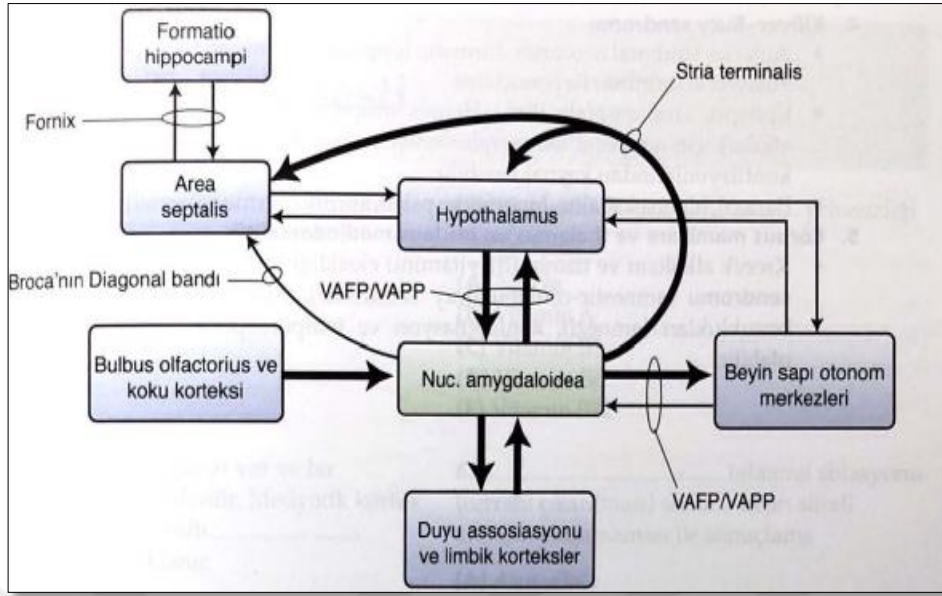 Formatio
hippocampi
Stria terminalis
Fornix
Area
septalis
Hypothalamus
Broca'nın Diagonal bandı
VAFP/VAPP
Bulbus olfactorius ve
koku korteksi
Nuc. amygdaloidea
Beyin sapı otonom
merkezleri
VAFP/VAPP
Duyu assosiasyonu
ve limbik korteksler